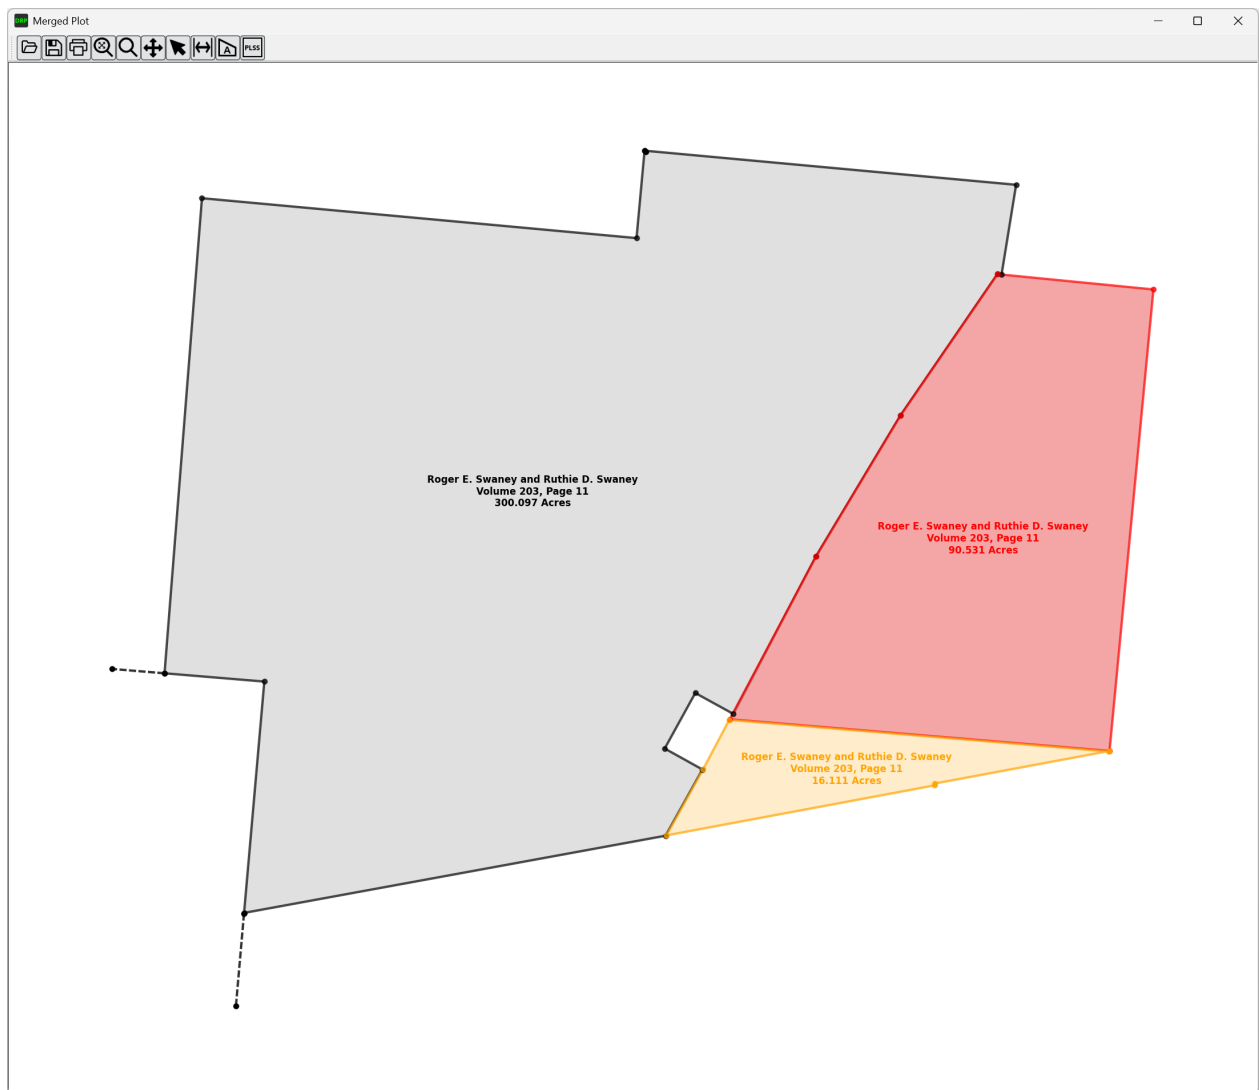 DRP
Merged Plot
A
PLSS
Roger E. Swaney and Ruthie D. Swaney
Volume 203, Page 11
300.097 Acres
Roger E. Swaney and Ruthie D. Swaney
Volume 203, Page 11
90.531 Acres
Roger E. Swaney and Ruthie D. Swaney
Volume 203, Page 11
16.111 Acres